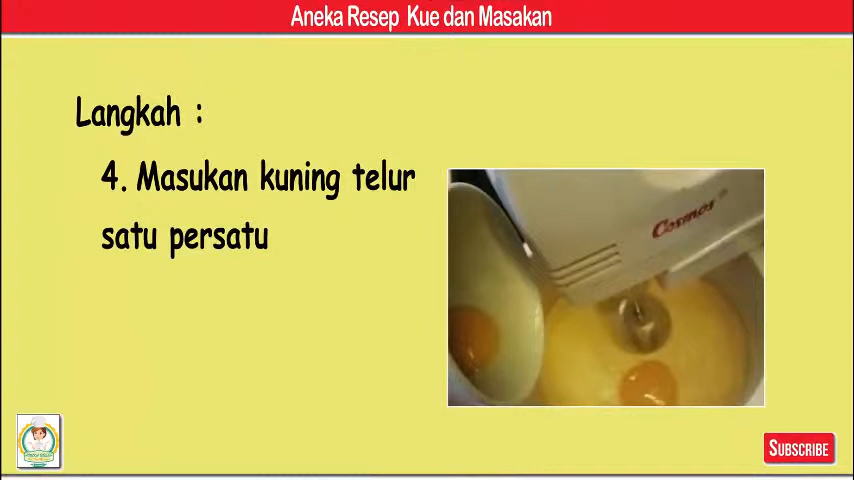 Aneka Resep Kue dan Masakan
Langkah :
4. Masukan kuning telur
satu persatu
Cosmos
SUBSCRIBE